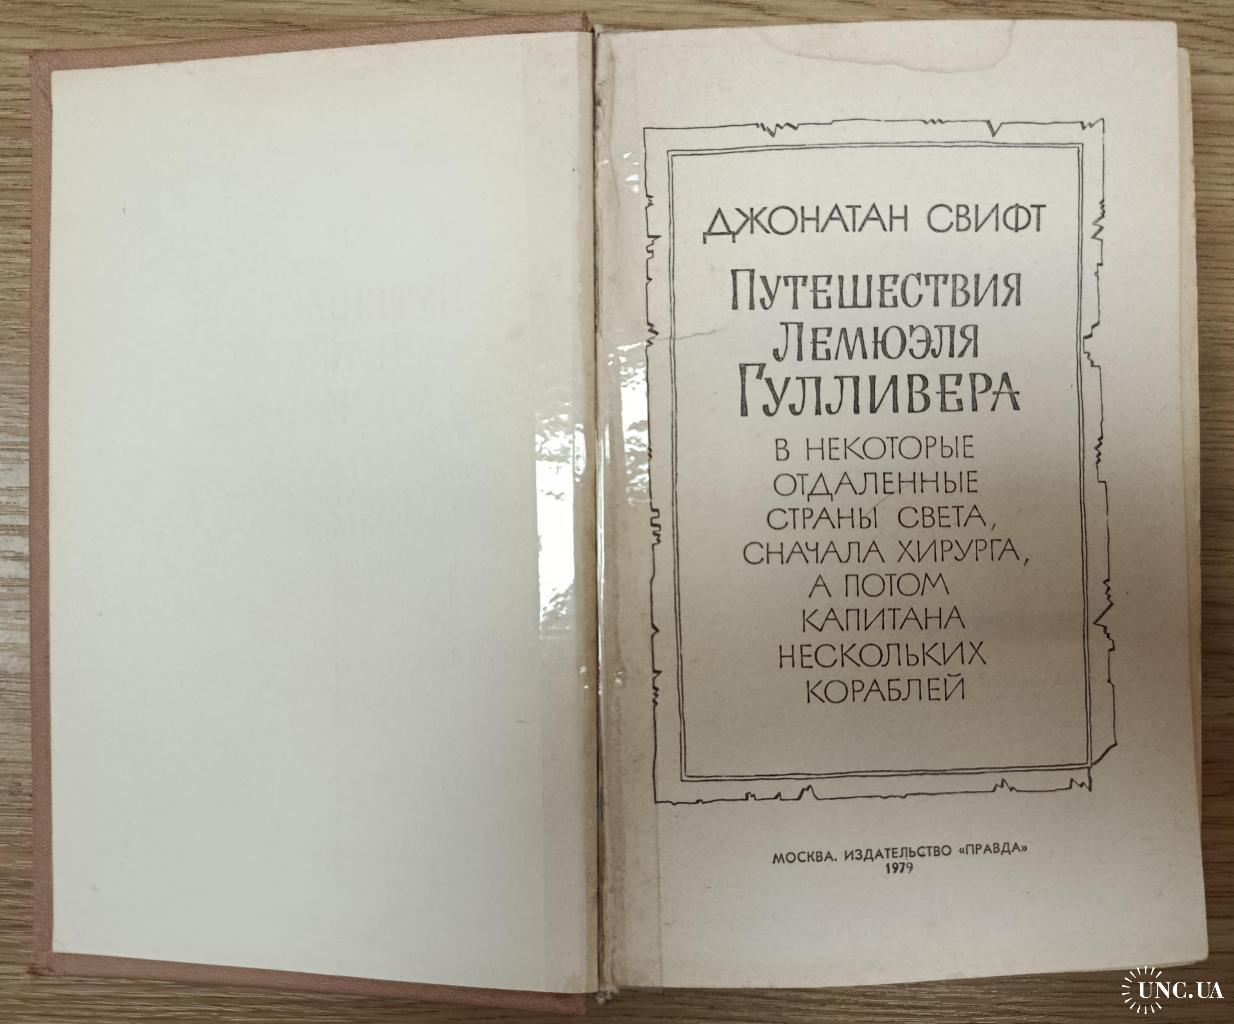 ДЖОНАТАН СВИФТ
ПУТЕШЕСТВИЯ
ЛЕМЮЭЛЯ
ГУЛЛИВЕРА
В НЕКОТОРЫЕ
ОТДАЛЕННЫЕ
СТРАНЫ СВЕТА,
СНАЧАЛА ХИРУРГА,
А ПОТОМ
КАПИТАНА
НЕСКОЛЬКИХ
КОРАБЛЕЙ
МОСКВА. ИЗДАТЕЛЬСТВО «ПРАВДА»
1979
UNC.UA